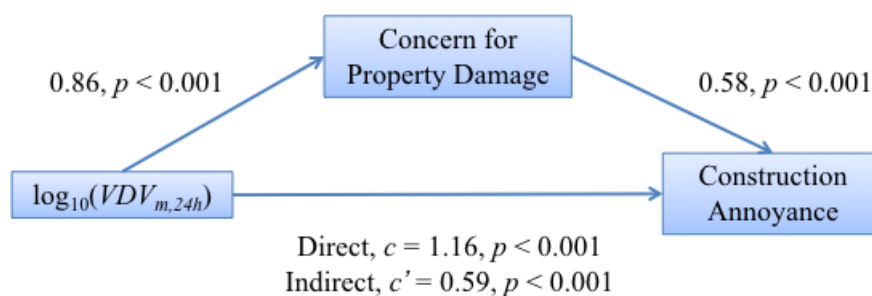 Concern for
Property Damage
0.86, p < 0.001
0.58, p < 0.001
log₁₀(VDVₘ,₂₄ₕ)
Construction
Annoyance
Direct, c = 1.16, p < 0.001
Indirect, c’ = 0.59, p < 0.001